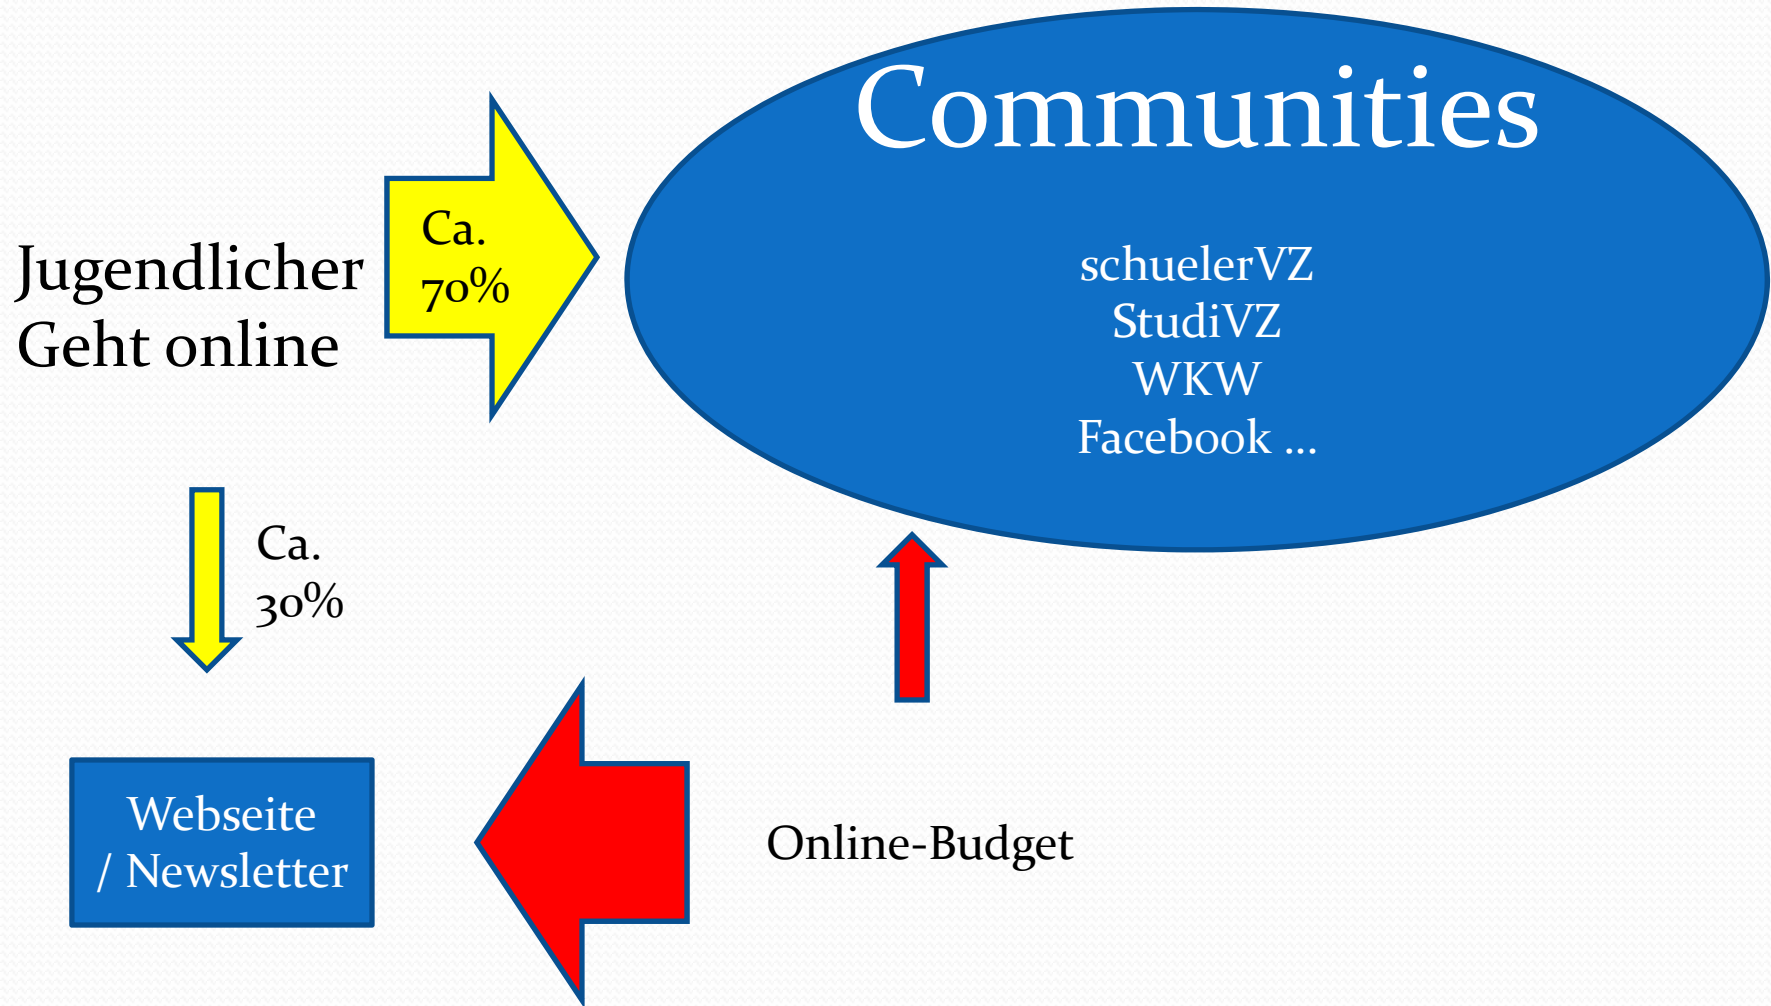 Communities
schuelerVZ
StudiVZ
WKW
Facebook ...
Ca.
70%
Jugendlicher
Geht online
Ca.
30%
Webseite
/ Newsletter
Online-Budget